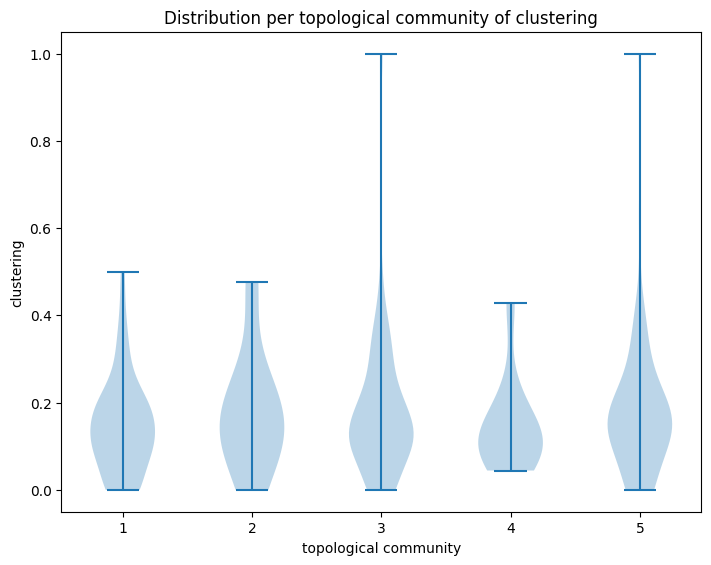 Distribution per topological community of clustering
1.0
0.8
0.6
0.4
0.2
0.0
clustering
1 2 3 4 5
topological community